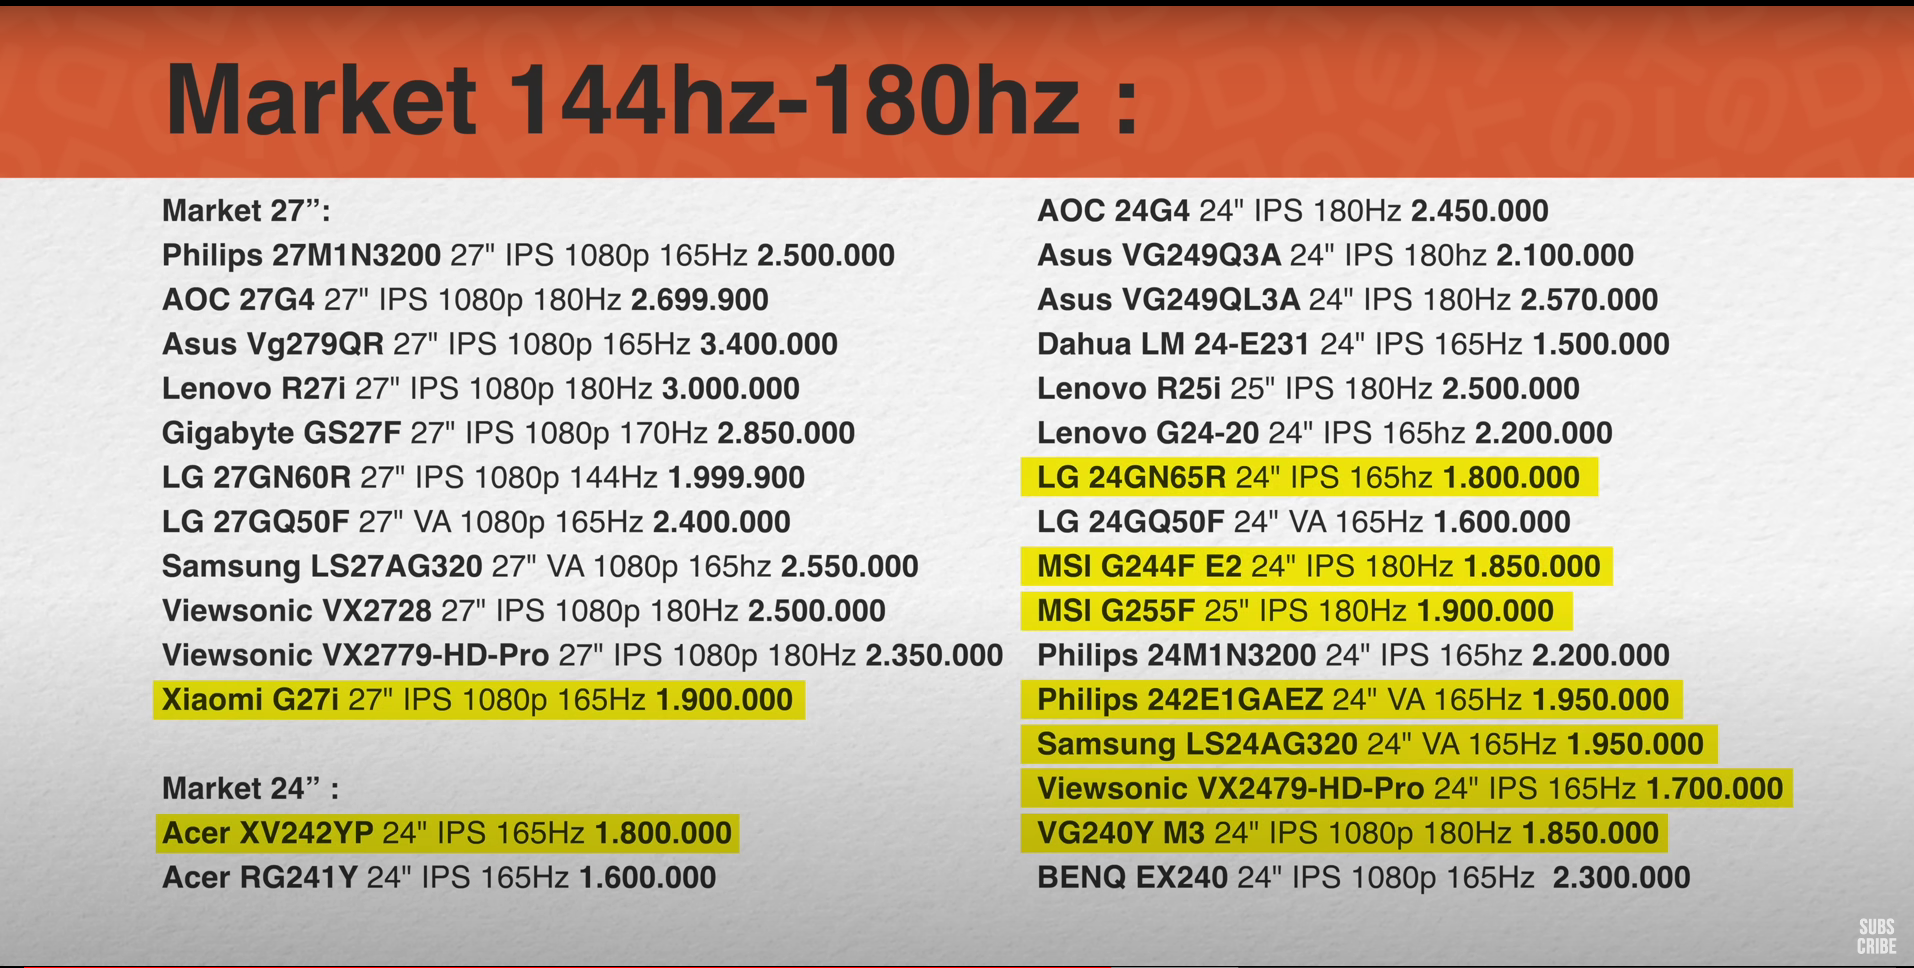 Market 144hz-180hz :
Market 27”:
Philips 27M1N3200 27" IPS 1080p 165Hz 2.500.000
AOC 27G4 27" IPS 1080p 180Hz 2.699.900
Asus Vg279QR 27" IPS 1080p 165Hz 3.400.000
Lenovo R27i 27" IPS 1080p 180Hz 3.000.000
Gigabyte GS27F 27" IPS 1080p 170Hz 2.850.000
LG 27GN60R 27" IPS 1080p 144Hz 1.999.900
LG 27GQ50F 27" VA 1080p 165Hz 2.400.000
Samsung LS27AG320 27" VA 1080p 165hz 2.550.000
Viewsonic VX2728 27" IPS 1080p 180Hz 2.500.000
Viewsonic VX2779-HD-Pro 27" IPS 1080p 180Hz 2.350.000
Xiaomi G27i 27" IPS 1080p 165Hz 1.900.000
Market 24” :
Acer XV242YP 24" IPS 165Hz 1.800.000
Acer RG241Y 24" IPS 165Hz 1.600.000
AOC 24G4 24" IPS 180Hz 2.450.000
Asus VG249Q3A 24" IPS 180hz 2.100.000
Asus VG249QL3A 24" IPS 180Hz 2.570.000
Dahua LM 24-E231 24" IPS 165Hz 1.500.000
Lenovo R25i 25" IPS 180Hz 2.500.000
Lenovo G24-20 24" IPS 165hz 2.200.000
LG 24GN65R 24" IPS 165hz 1.800.000
LG 24GQ50F 24" VA 165Hz 1.600.000
MSI G244F E2 24" IPS 180Hz 1.850.000
MSI G255F 25" IPS 180Hz 1.900.000
Philips 24M1N3200 24" IPS 165hz 2.200.000
Philips 242E1GAEZ 24" VA 165Hz 1.950.000
Samsung LS24AG320 24" VA 165Hz 1.950.000
Viewsonic VX2479-HD-Pro 24" IPS 165Hz 1.700.000
VG240Y M3 24" IPS 1080p 180Hz 1.850.000
BENQ EX240 24" IPS 1080p 165Hz 2.300.000
SUBS
CRIBE